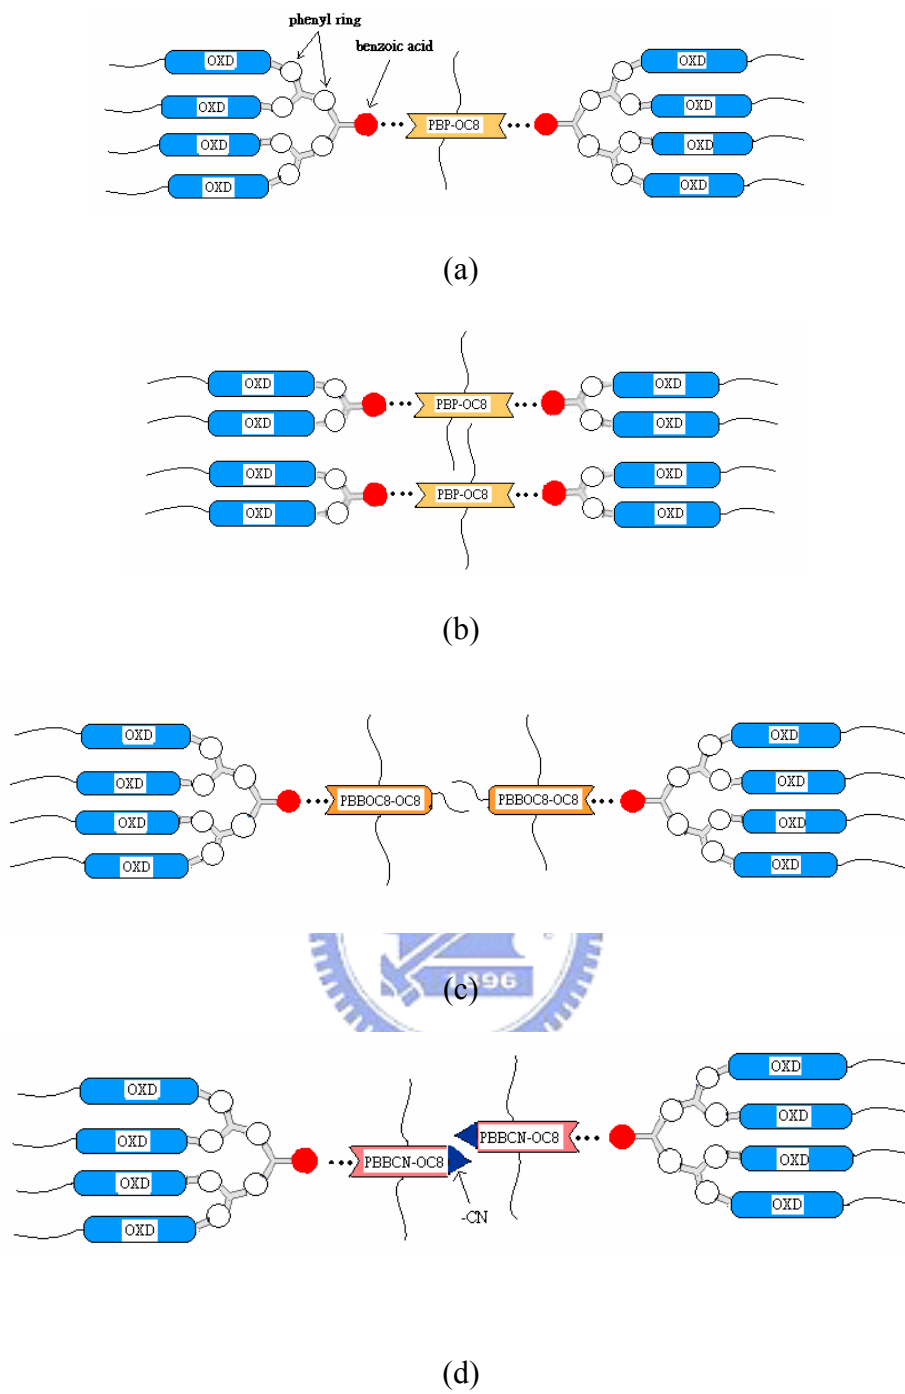 phenyl ring
benzoic acid
OXD
OXD
OXD
OXD
PBP-OC8
OXD
OXD
OXD
OXD
(a)
OXD
OXD
PBP-OC8
OXD
OXD
OXD
OXD
PBP-OC8
OXD
OXD
(b)
OXD
OXD
OXD
OXD
PBBOC8-OC8
PBBOC8-OC8
OXD
OXD
OXD
OXD
1896
(c)
OXD
OXD
OXD
OXD
PBBCN-OC8
PBBCN-OC8
-CN
OXD
OXD
OXD
OXD
(d)